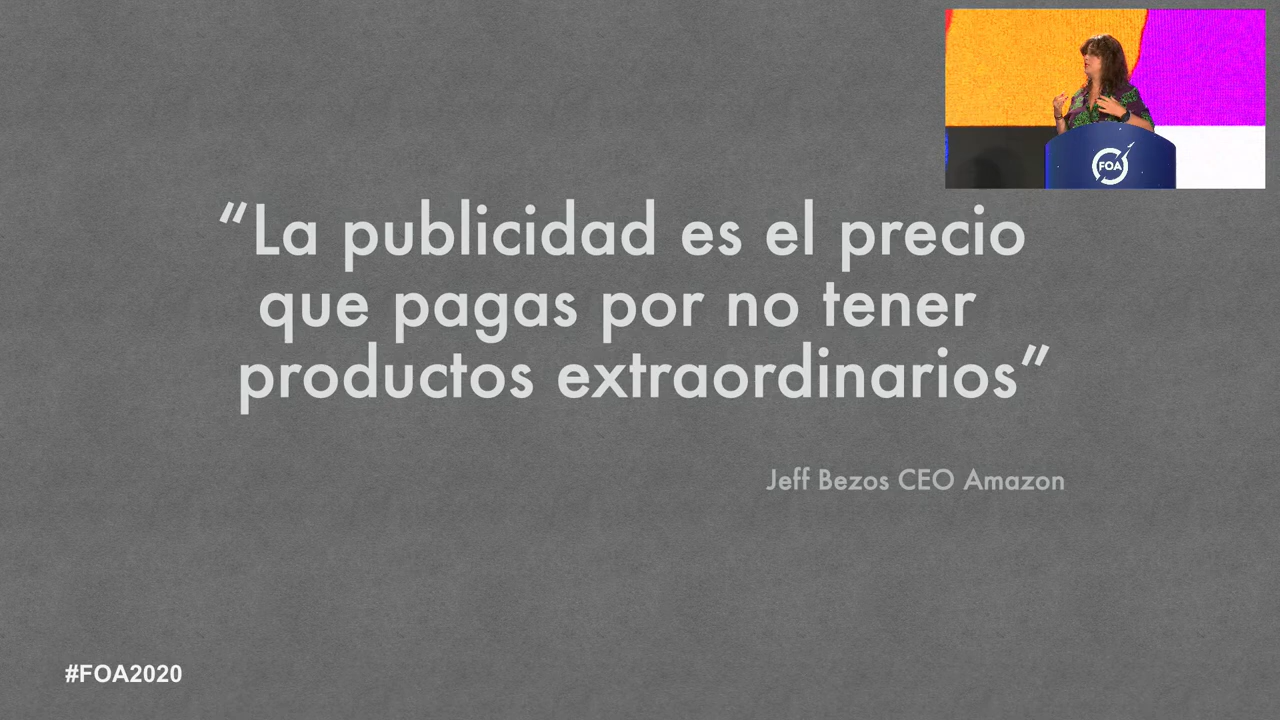 FOA
“La publicidad es el precio
que pagas por no tener
productos extraordinarios”
Jeff Bezos CEO Amazon
#FOA2020